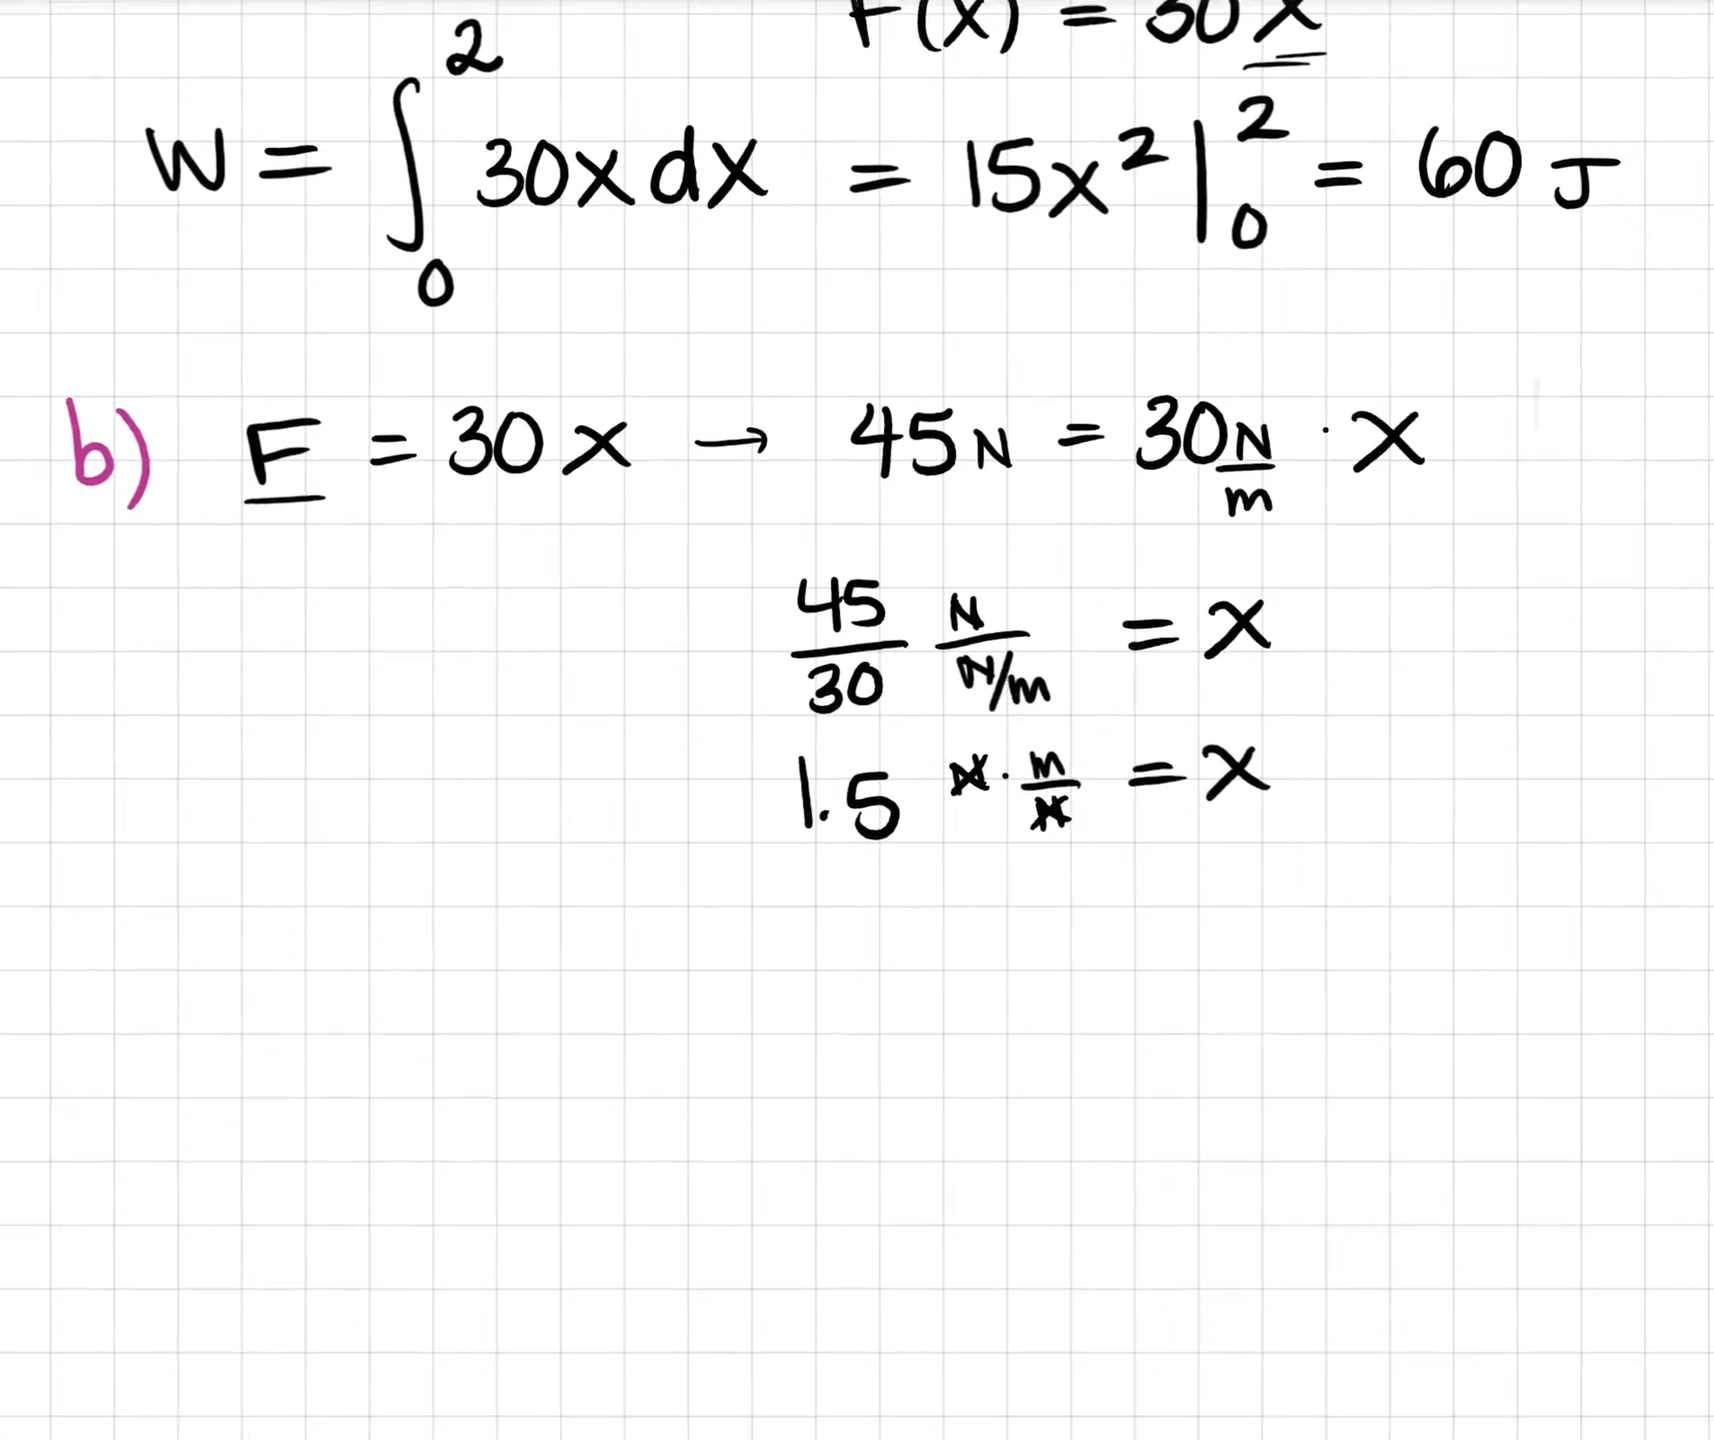 F(x) = 30x
W = ∫₀² 30x dx = 15x² |₀² = 60 J
b) F = 30x → 45 N = 30 N/m · x
45/30 N/(N/m) = x
1.5 N · m/N = x